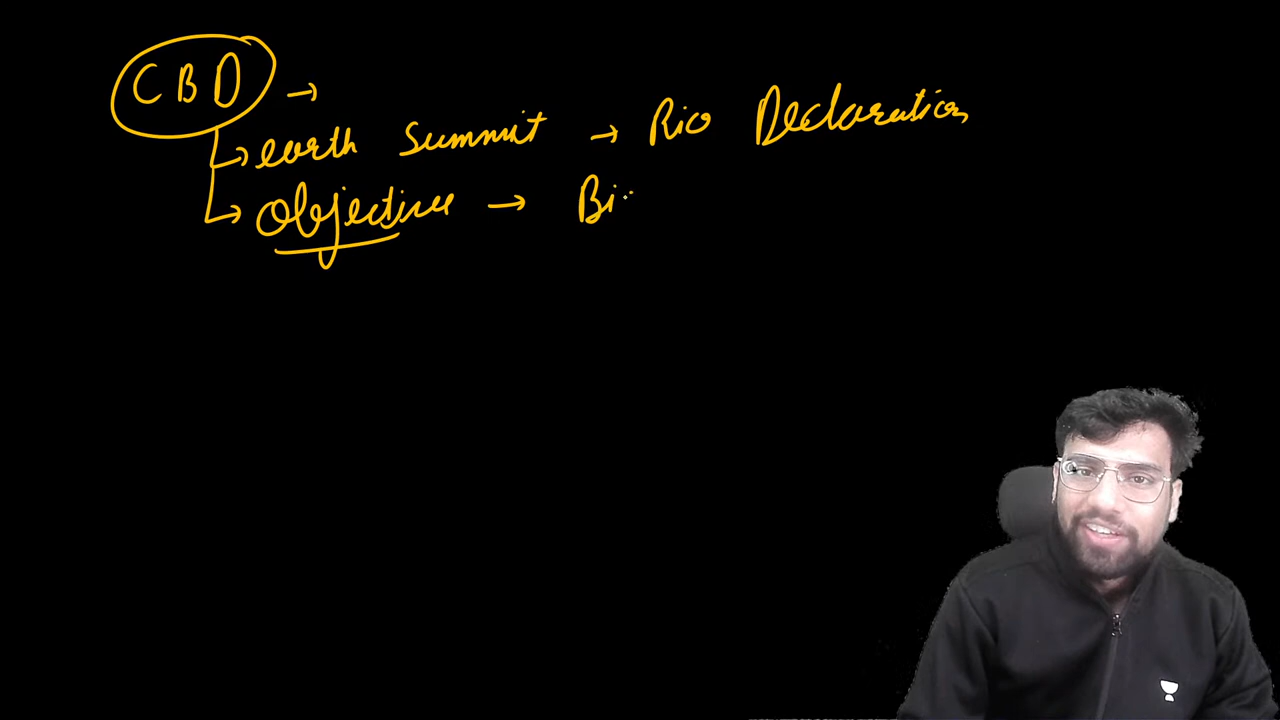 CBD →
→ earth summit → Rio Declaration
→ Objective → Bi